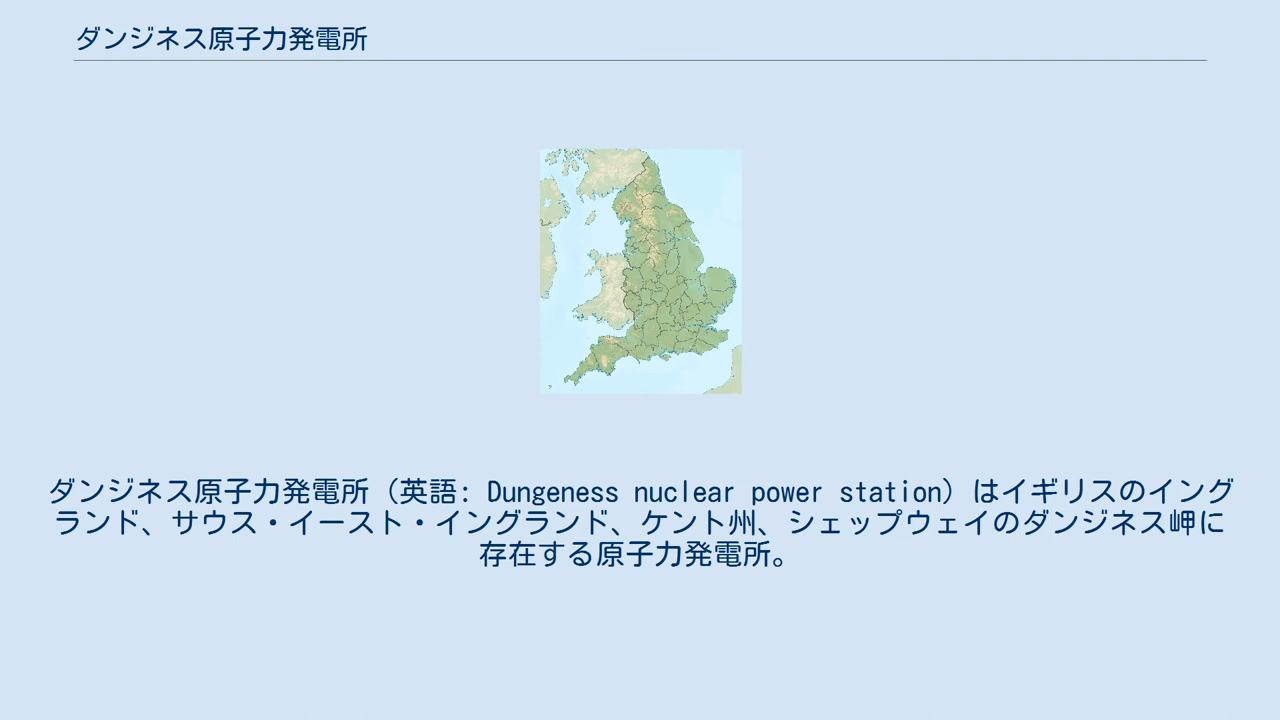 ダンジネス原子力発電所
ダンジネス原子力発電所（英語: Dungeness nuclear power station）はイギリスのイング
ランド、サウス・イースト・イングランド、ケント州、シェップウェイのダンジネス岬に
存在する原子力発電所。